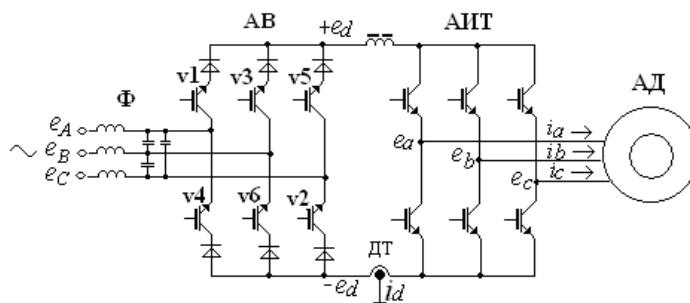 АВ +e_d АИТ
v1 v3 v5 АД
Ф
e_A i_a
e_a
~ e_B i_b
e_b
e_C i_c
e_c
v4 v6 v2
ДТ
-e_d i_d